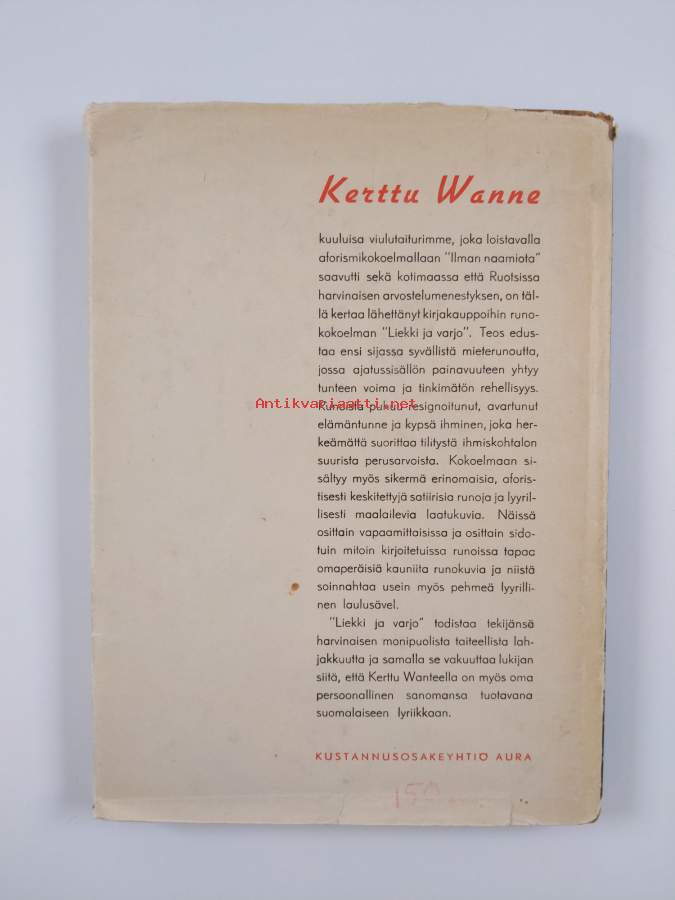 Kerttu Wanne
kuuluisa viulutaiturimme, joka loistavalla
aforismikokoelmallaan "Ilman naamiota"
saavutti sekä kotimaassa että Ruotsissa
harvinaisen arvostelumenestyksen, on täl-
lä kertaa lähettänyt kirjakauppoihin runo-
kokoelman "Liekki ja varjo". Teos edus-
taa ensi sijassa syvällistä mieterunoutta,
jossa ajatussisällön painavuuteen yhtyy
tunteen voima ja tinkimätön rehellisyys.
Antikvariaatti.net
Runoista puhuu resignoitunut, avartunut
elämäntunne ja kypsä ihminen, joka her-
keämättä suorittaa tilitystä ihmiskohtalon
suurista perusarvoista. Kokoelmaan si-
sältyy myös sikermä erinomaisia, aforis-
tisesti keskitettyjä satiirisia runoja ja lyyril-
lisesti maalailevia laatukuvia. Näissä
osittain vapaamittaisissa ja osittain sido-
tuin mitoin kirjoitetuissa runoissa tapaa
omaperäisiä kauniita runokuvia ja niistä
soinnahtaa usein myös pehmeä lyyrilli-
nen laulusävel.
"Liekki ja varjo" todistaa tekijänsä
harvinaisen monipuolista taiteellista lah-
jakkuutta ja samalla se vakuuttaa lukijan
siitä, että Kerttu Wanteella on myös oma
persoonallinen sanomansa tuotavana
suomalaiseen lyriikkaan.
KUSTANNUSOSAKEYHTIÖ AURA
150